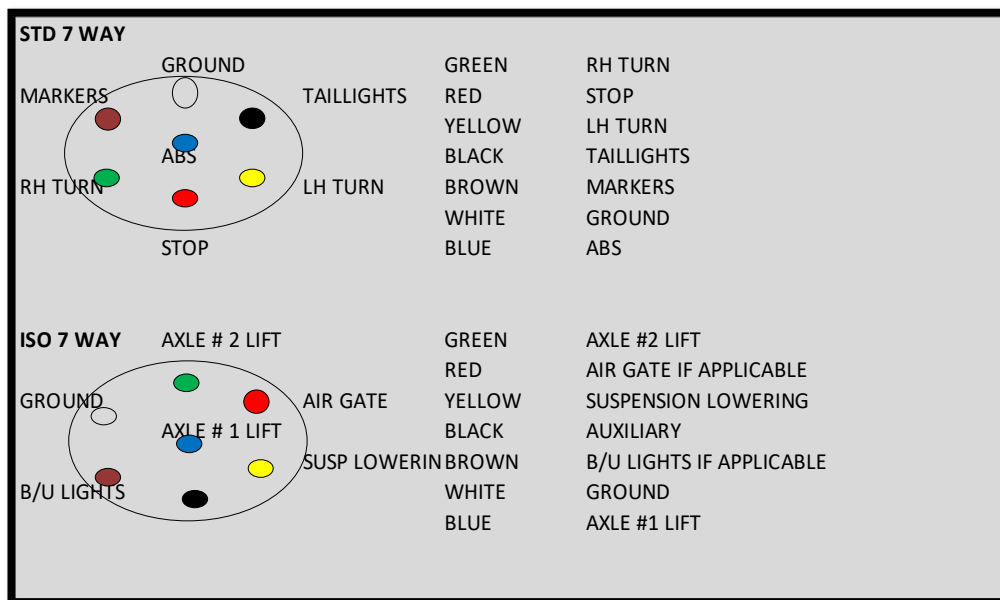 STD 7 WAY
GROUND GREEN RH TURN
MARKERS TAILLIGHTS RED STOP
YELLOW LH TURN
ABS BLACK TAILLIGHTS
RH TURN LH TURN BROWN MARKERS
WHITE GROUND
STOP BLUE ABS
ISO 7 WAY AXLE # 2 LIFT GREEN AXLE #2 LIFT
RED AIR GATE IF APPLICABLE
GROUND AIR GATE YELLOW SUSPENSION LOWERING
AXLE # 1 LIFT BLACK AUXILIARY
SUSP LOWERIN BROWN B/U LIGHTS IF APPLICABLE
B/U LIGHTS WHITE GROUND
BLUE AXLE #1 LIFT